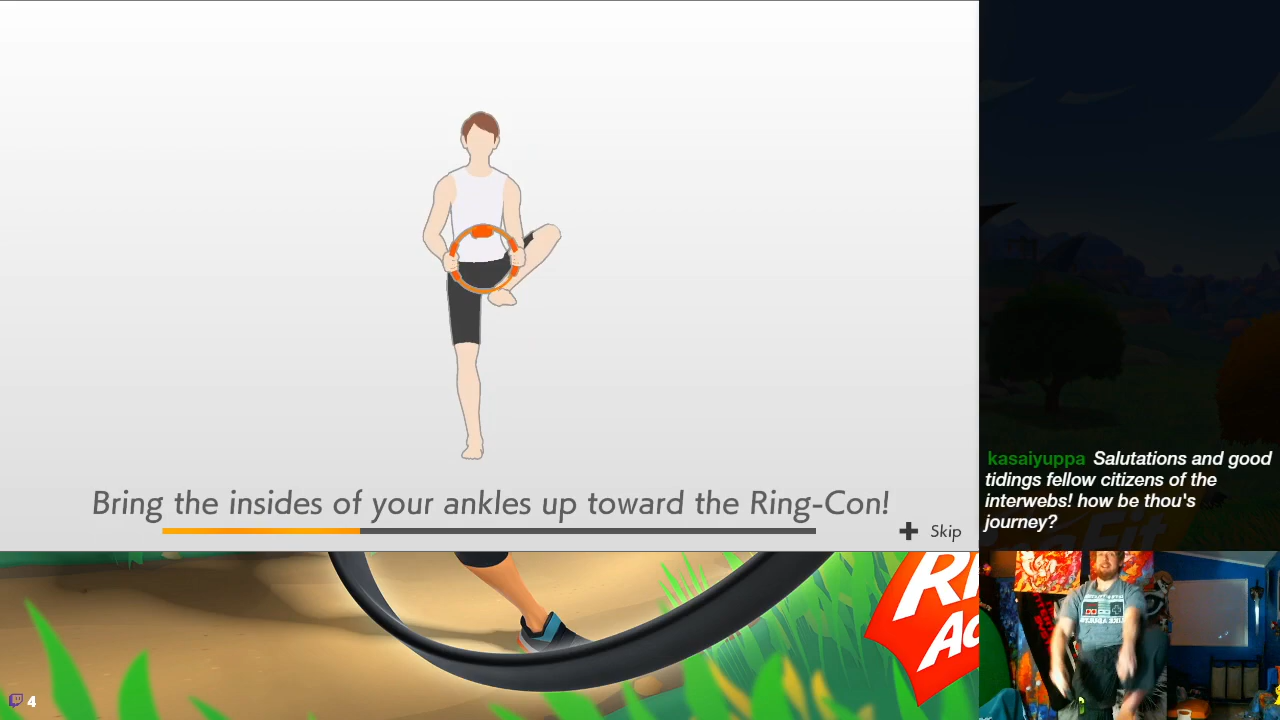 Bring the insides of your ankles up toward the Ring-Con!
Skip
kasaiyuppa Salutations and good
tidings fellow citizens of the
interwebs! how be thou's
journey?
4